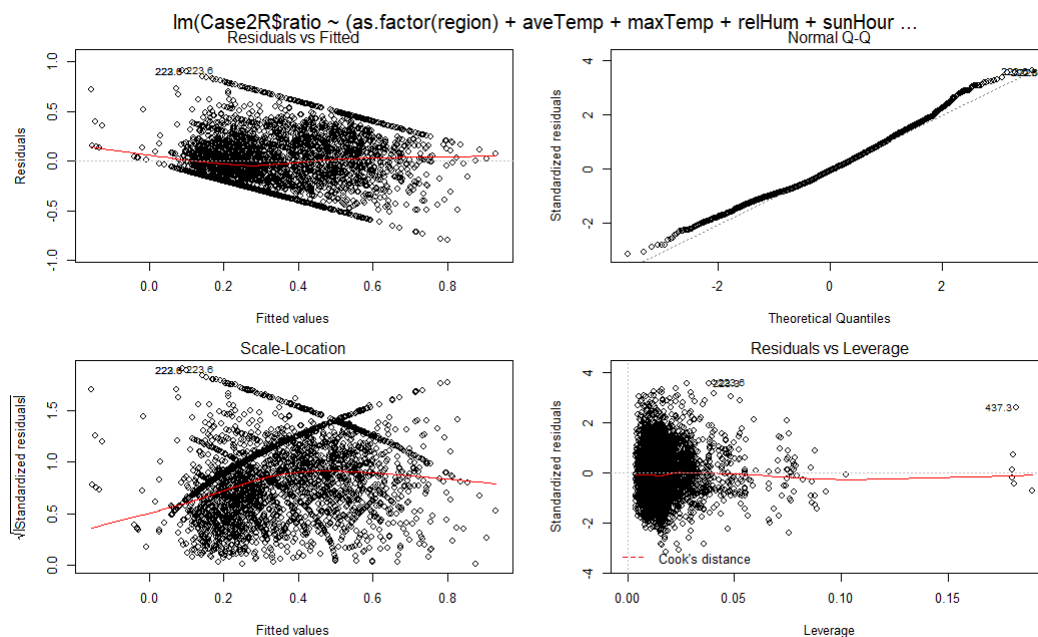 lm(Case2R$ratio ~ (as.factor(region) + aveTemp + maxTemp + relHum + sunHour ...
Residuals vs Fitted
Residuals
1.0
0.5
0.0
-0.5
-1.0
223.6
0.0 0.2 0.4 0.6 0.8
Fitted values
Normal Q-Q
Standardized residuals
4
2
0
-2
-2 0 2
Theoretical Quantiles
Scale-Location
√|Standardized residuals|
1.5
1.0
0.5
0.0
223.6
0.0 0.2 0.4 0.6 0.8
Fitted values
Residuals vs Leverage
Standardized residuals
4
2
0
-2
-4
437.3
Cook's distance
0.00 0.05 0.10 0.15
Leverage